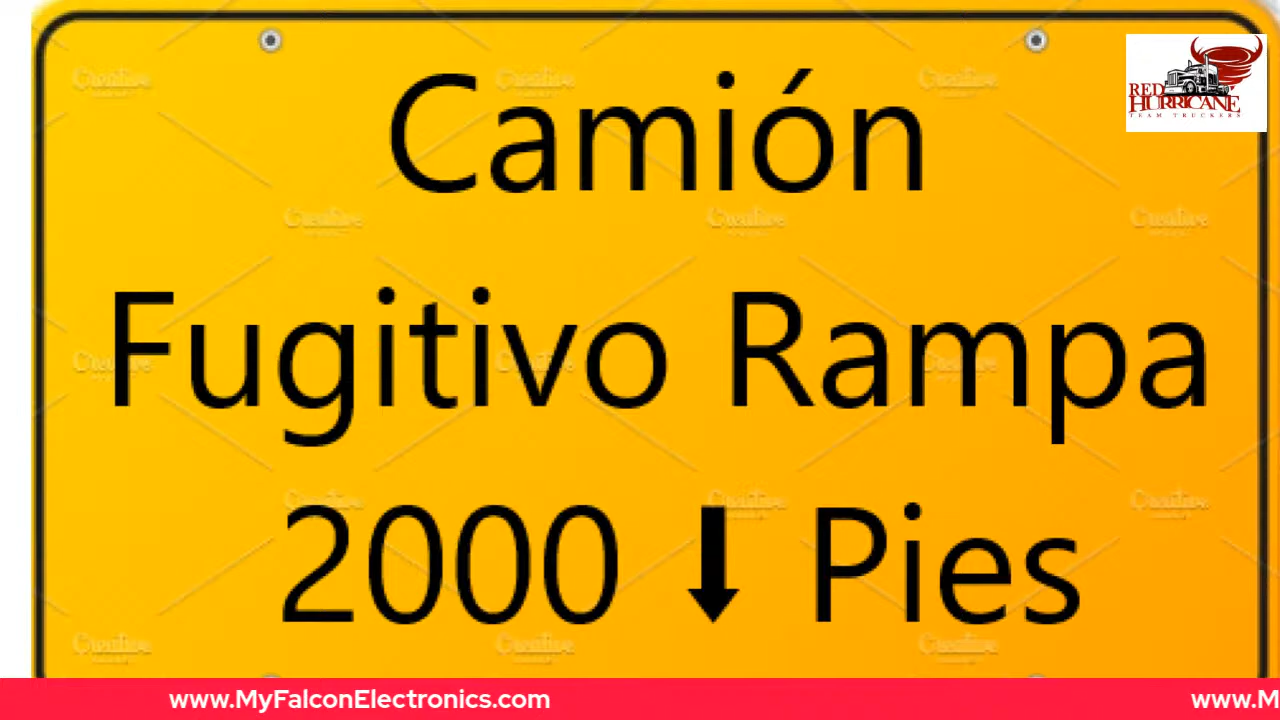 Camión
Fugitivo Rampa
2000 ⬇ Pies
RED
HURRICANE
TEAM TRUCKERS
www.MyFalconElectronics.com
www.M